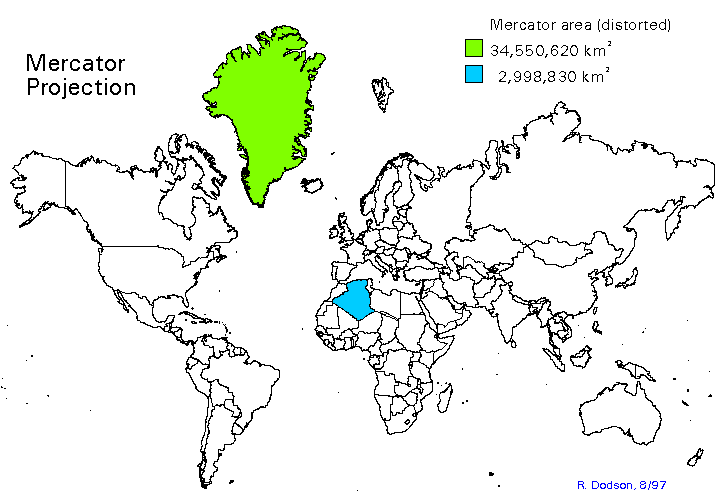 Mercator area (distorted)
Mercator
Projection
34,550,620 km²
2,998,830 km²
R. Dodson, 8/97